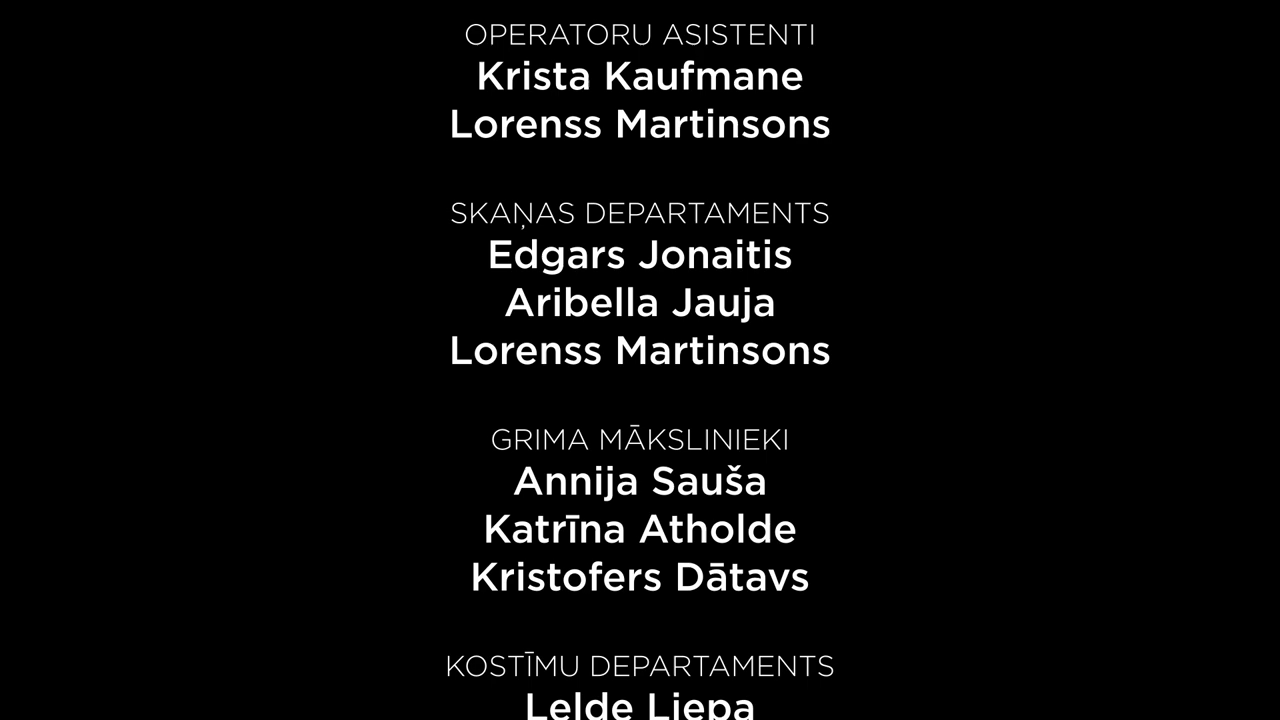 OPERATORU ASISTENTI
Krista Kaufmane
Lorenss Martinsons
SKAŅAS DEPARTAMENTS
Edgars Jonaitis
Aribella Jauja
Lorenss Martinsons
GRIMA MĀKSLINIEKI
Annija Sauša
Katrīna Atholde
Kristofers Dātavs
KOSTĪMU DEPARTAMENTS
Lelde Liepa